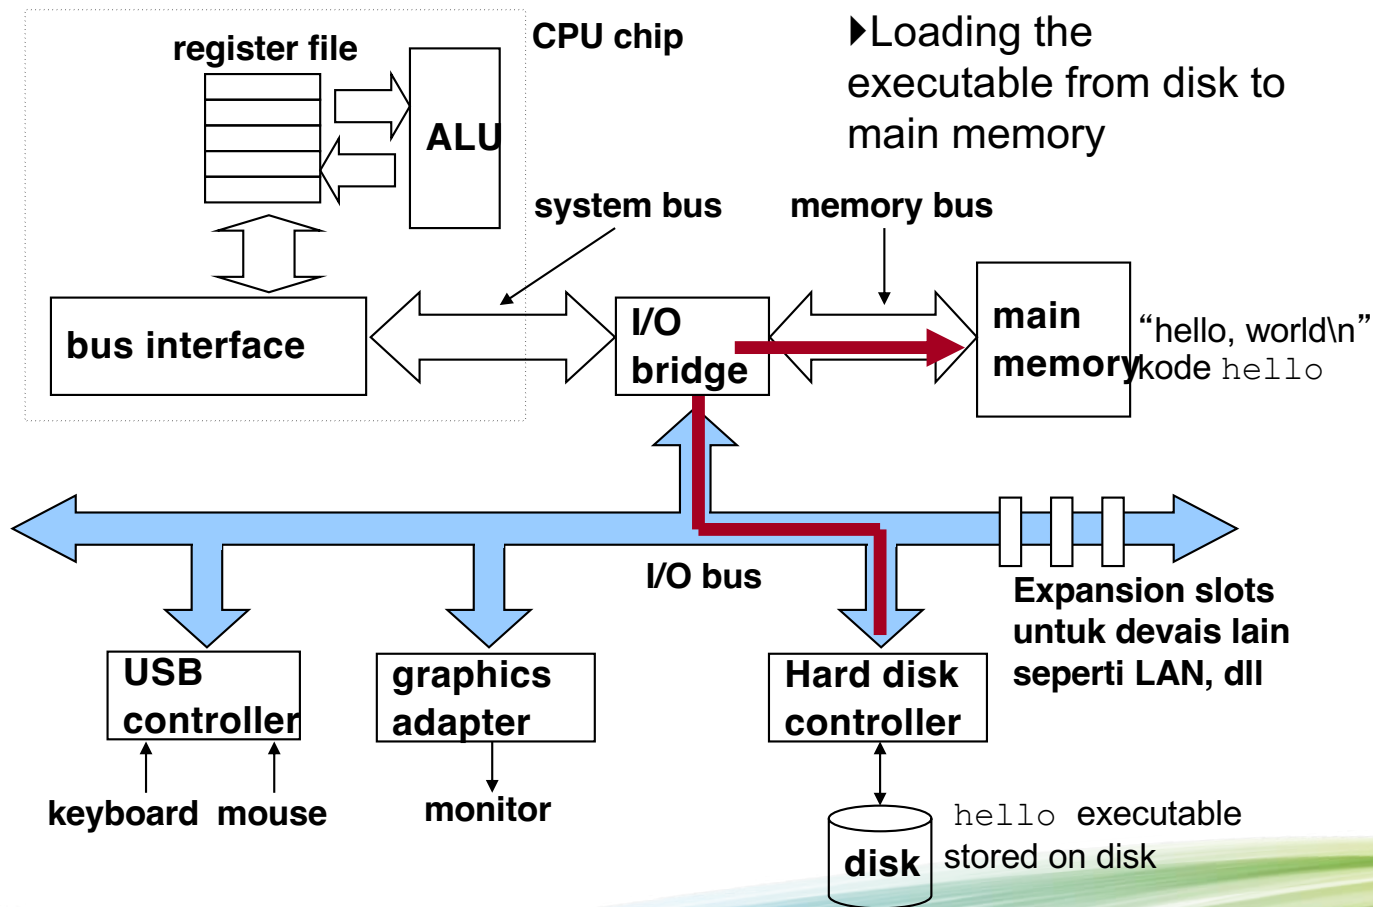 ▸Loading the
executable from disk to
main memory
CPU chip
register file
ALU
system bus
memory bus
bus interface
I/O
bridge
main
memory
“hello, world\n”
kode hello
I/O bus
Expansion slots
untuk devais lain
seperti LAN, dll
USB
controller
graphics
adapter
Hard disk
controller
keyboard
mouse
monitor
disk
hello executable
stored on disk